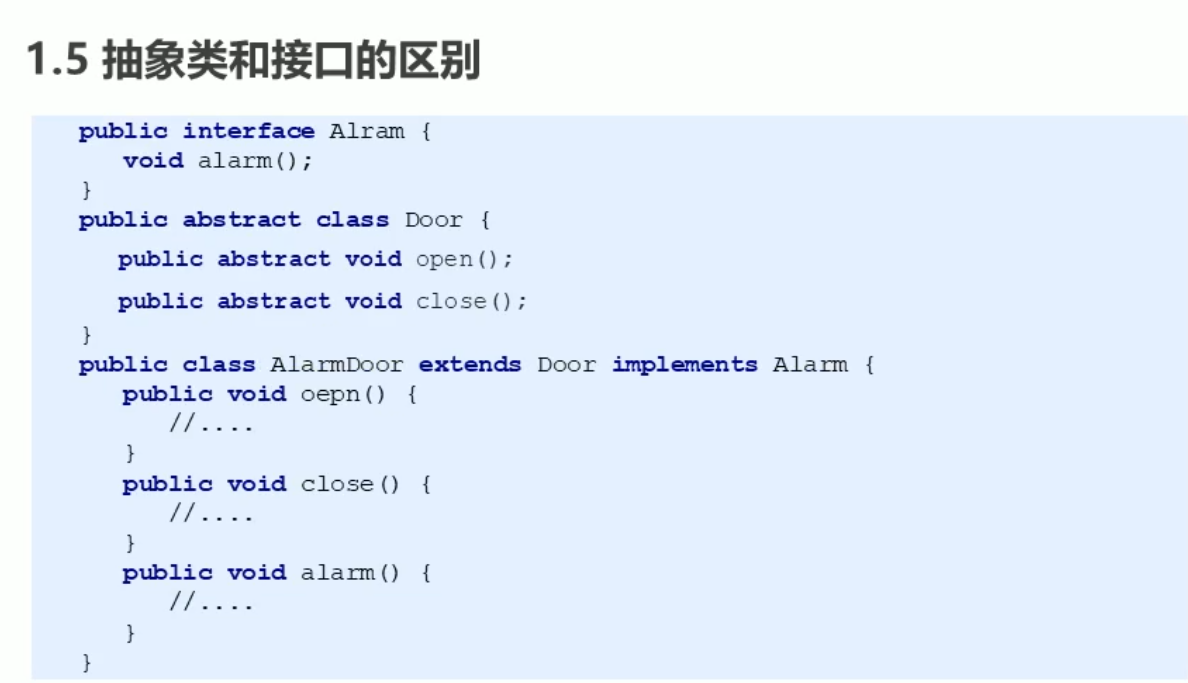 1.5 抽象类和接口的区别
public interface Alram {
void alarm();
}
public abstract class Door {
public abstract void open();
public abstract void close();
}
public class AlarmDoor extends Door implements Alarm {
public void oepn() {
//....
}
public void close() {
//....
}
public void alarm() {
//....
}
}